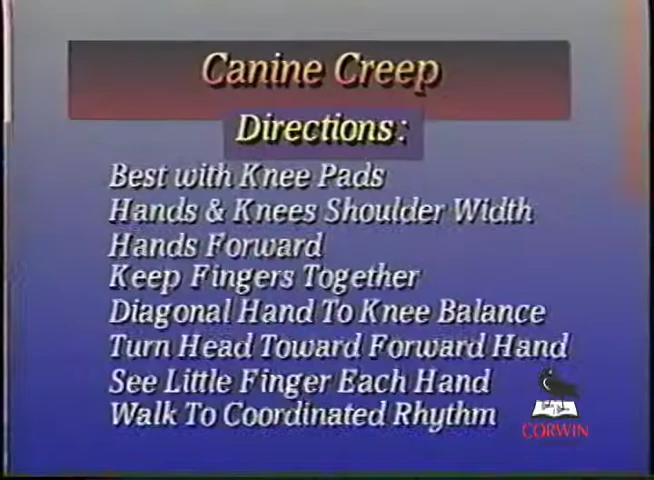 Canine Creep
Directions:
Best with Knee Pads
Hands & Knees Shoulder Width
Hands Forward
Keep Fingers Together
Diagonal Hand To Knee Balance
Turn Head Toward Forward Hand
See Little Finger Each Hand
Walk To Coordinated Rhythm
CORWIN